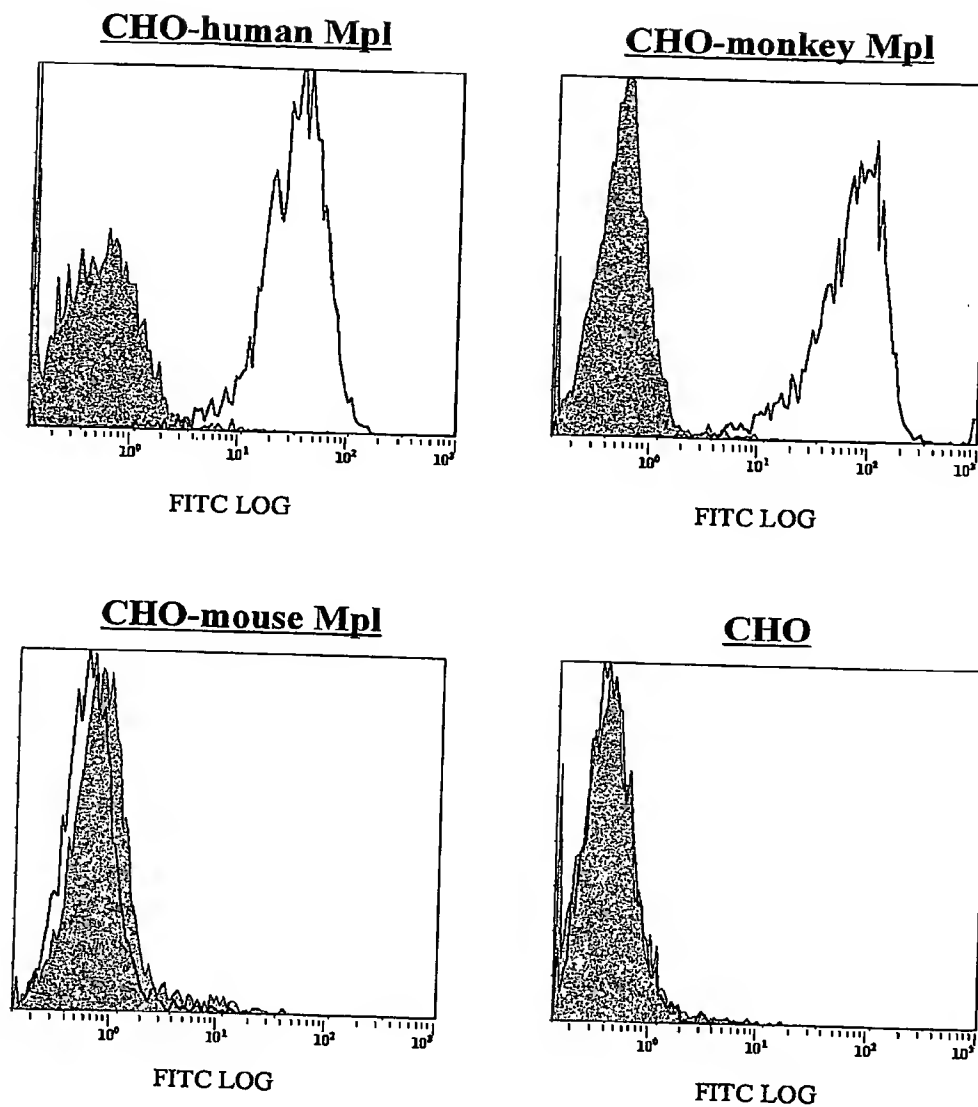 CHO-human Mpl
CHO-monkey Mpl
10⁰ 10¹ 10² 10³
FITC LOG
10⁰ 10¹ 10² 10³
FITC LOG
CHO-mouse Mpl
CHO
10⁰ 10¹ 10² 10³
FITC LOG
10⁰ 10¹ 10² 10³
FITC LOG